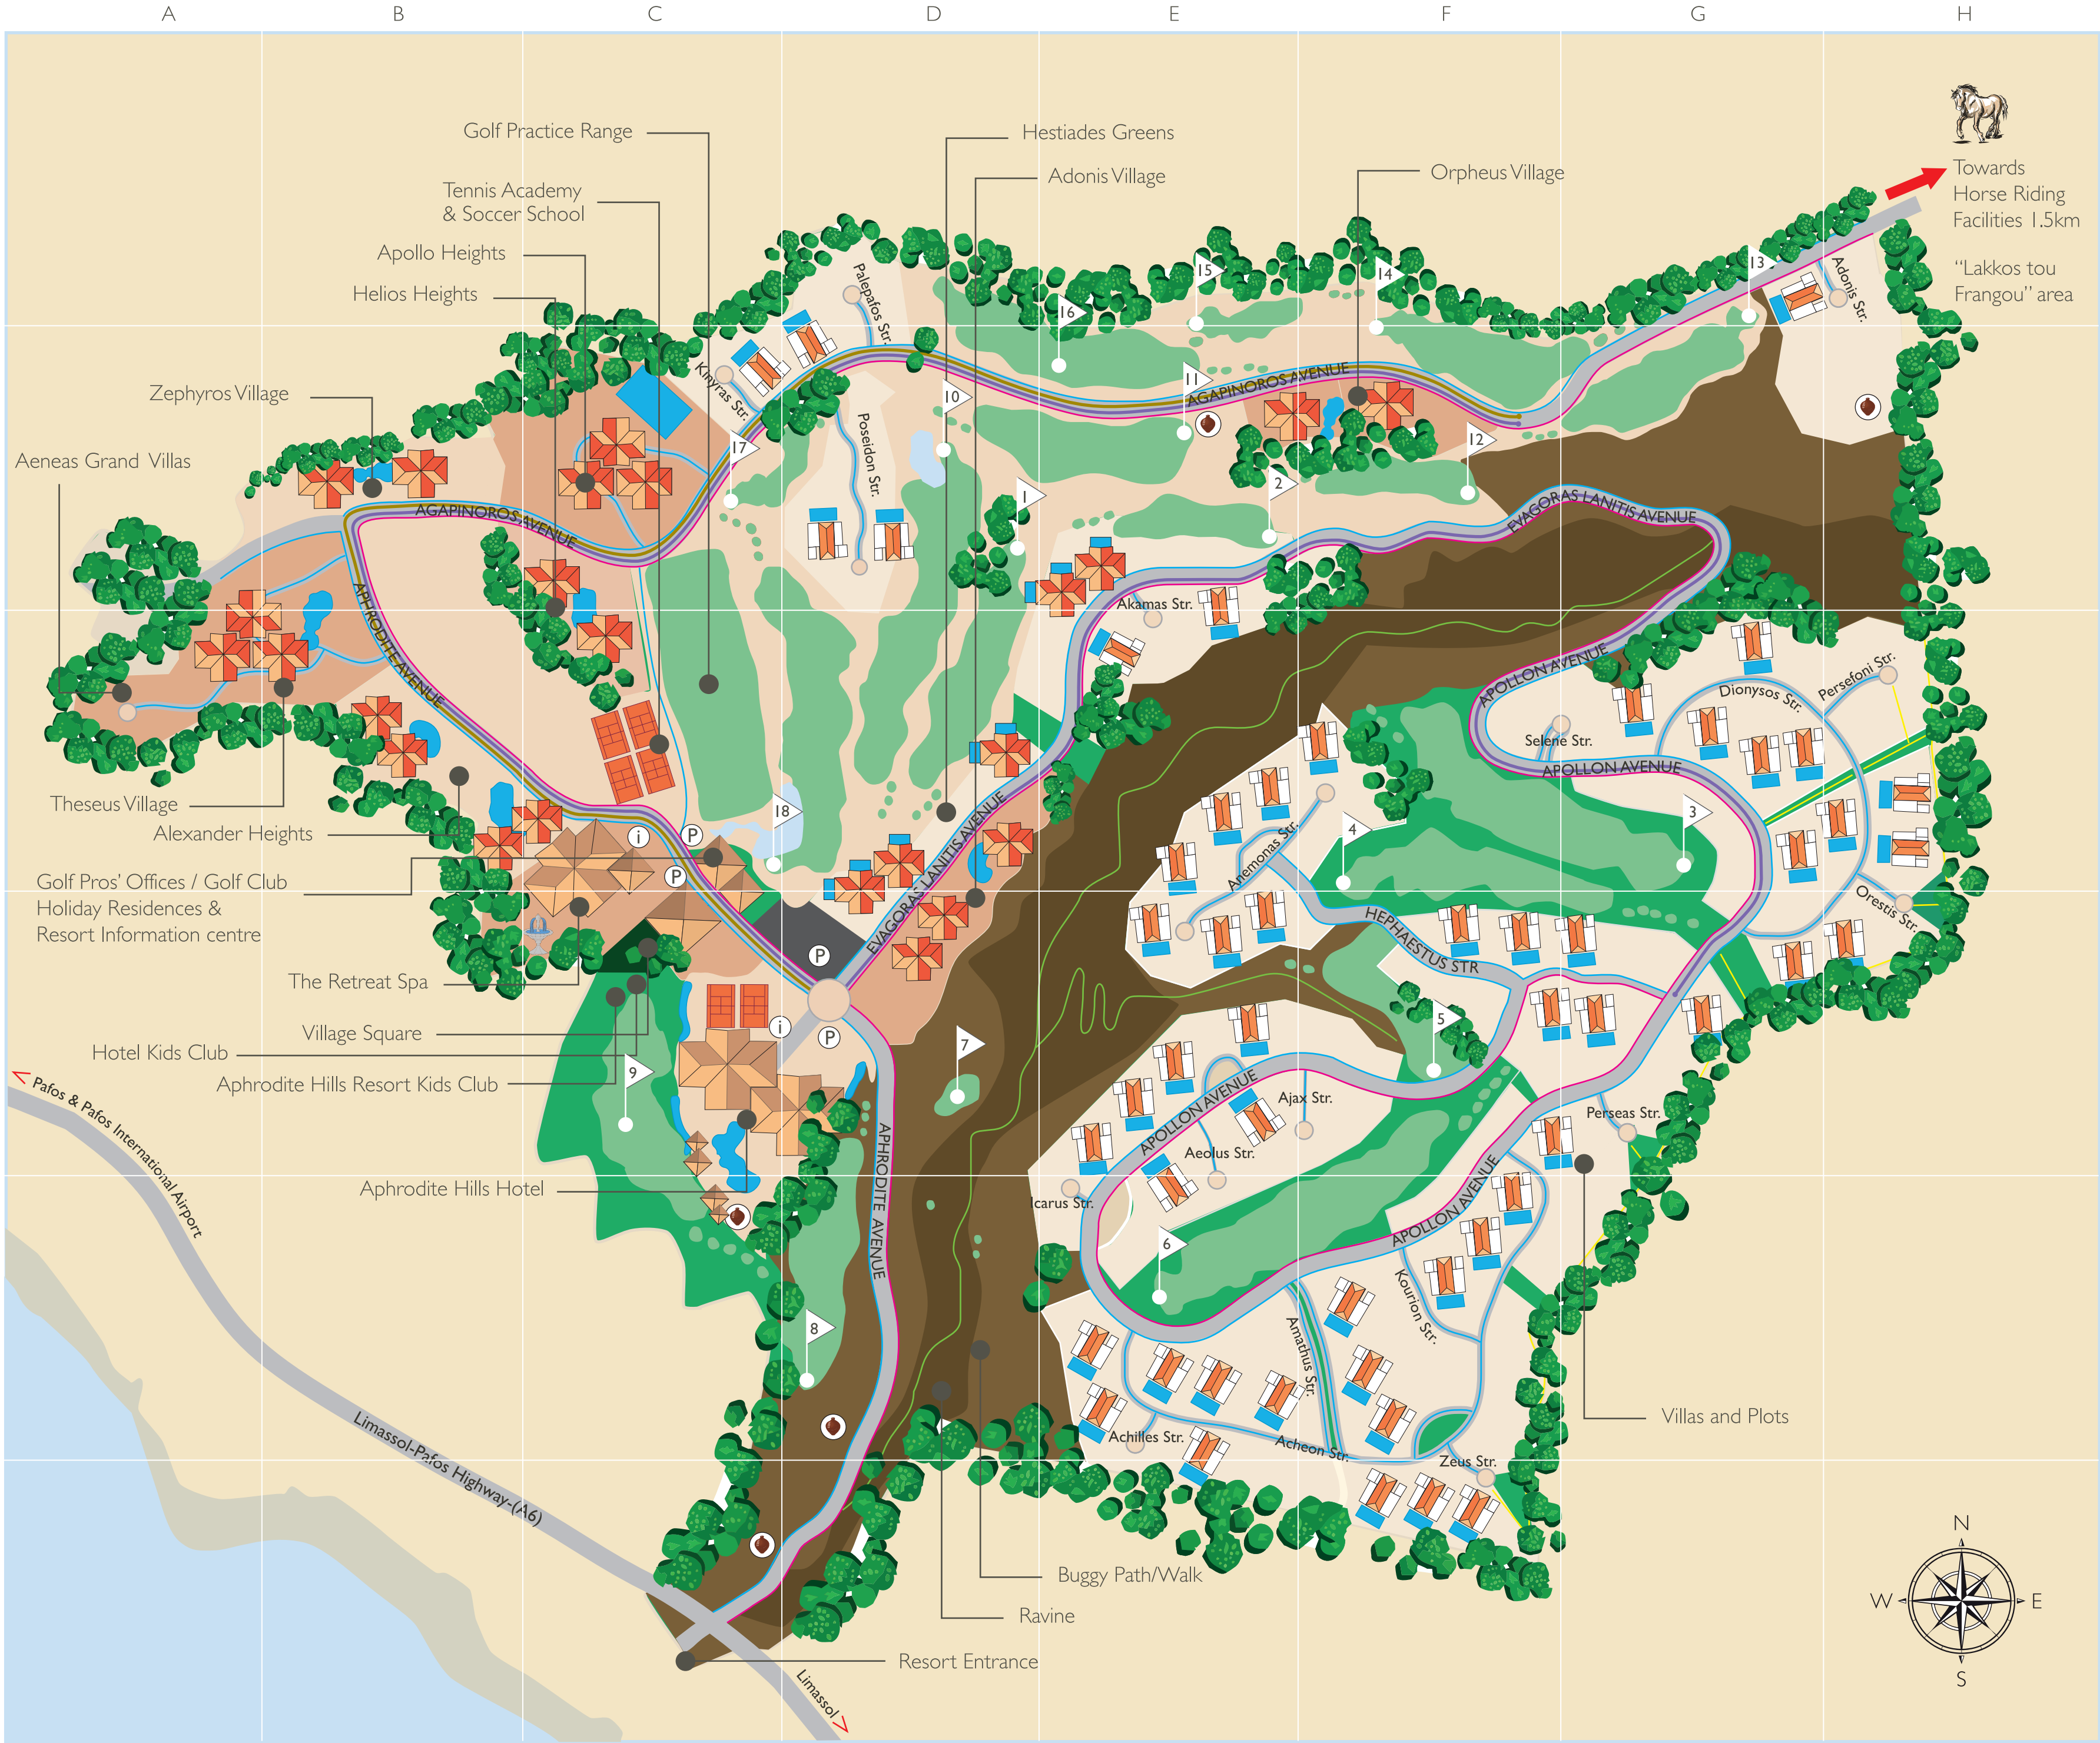 A
B
C
D
E
F
G
H
Golf Practice Range
Hestiades Greens
Tennis Academy
& Soccer School
Adonis Village
Orpheus Village
Towards
Horse Riding
Facilities 1.5km
"Lakkos tou
Frangou" area
Apollo Heights
Helios Heights
Zephyros Village
Aeneas Grand Villas
Palepafos Str.
Kinyras Str.
Poseidon Str.
Adonis Str.
13
14
15
16
11
10
17
12
2
1
AGAPINOROS AVENUE
AGAPINOROS AVENUE
EVAGORAS LANITIS AVENUE
APHRODITE AVENUE
Akamas Str.
APOLLON AVENUE
Dionysos Str.
Persefoni Str.
Selene Str.
APOLLON AVENUE
Theseus Village
Alexander Heights
Golf Pros' Offices / Golf Club
Holiday Residences &
Resort Information centre
i
P
P
18
EVAGORAS LANITIS AVENUE
3
4
Anemonas Str.
Orestis Str.
HEPHAESTUS STR
The Retreat Spa
P
Village Square
i
P
Hotel Kids Club
Aphrodite Hills Resort Kids Club
9
7
5
Pafos & Pafos International Airport
APOLLON AVENUE
Ajax Str.
Aeolus Str.
Perseas Str.
Aphrodite Hills Hotel
APHRODITE AVENUE
Icarus Str.
APOLLON AVENUE
6
8
Kourion Str.
Amathus Str.
Achilles Str.
Acheon Str.
Zeus Str.
Villas and Plots
Limassol-Pafos Highway-(A6)
Buggy Path/Walk
Ravine
Resort Entrance
Limassol
N
W
E
S